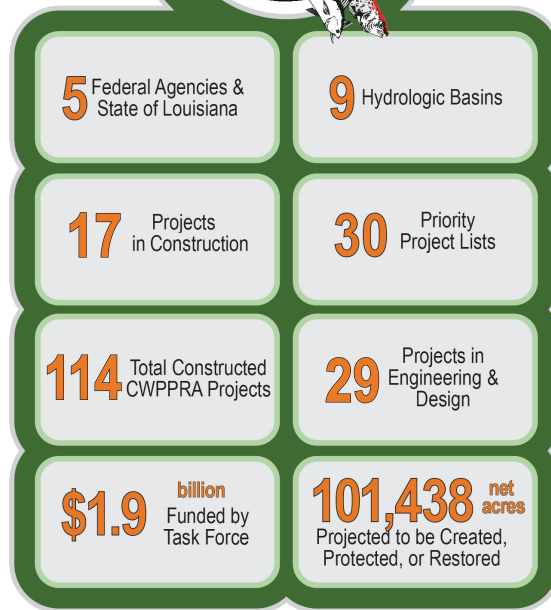 5 Federal Agencies &
State of Louisiana
9 Hydrologic Basins
17 Projects
in Construction
30 Priority
Project Lists
114 Total Constructed
CWPPRA Projects
29 Projects in
Engineering &
Design
$1.9 billion
Funded by
Task Force
101,438 net
acres
Projected to be Created,
Protected, or Restored